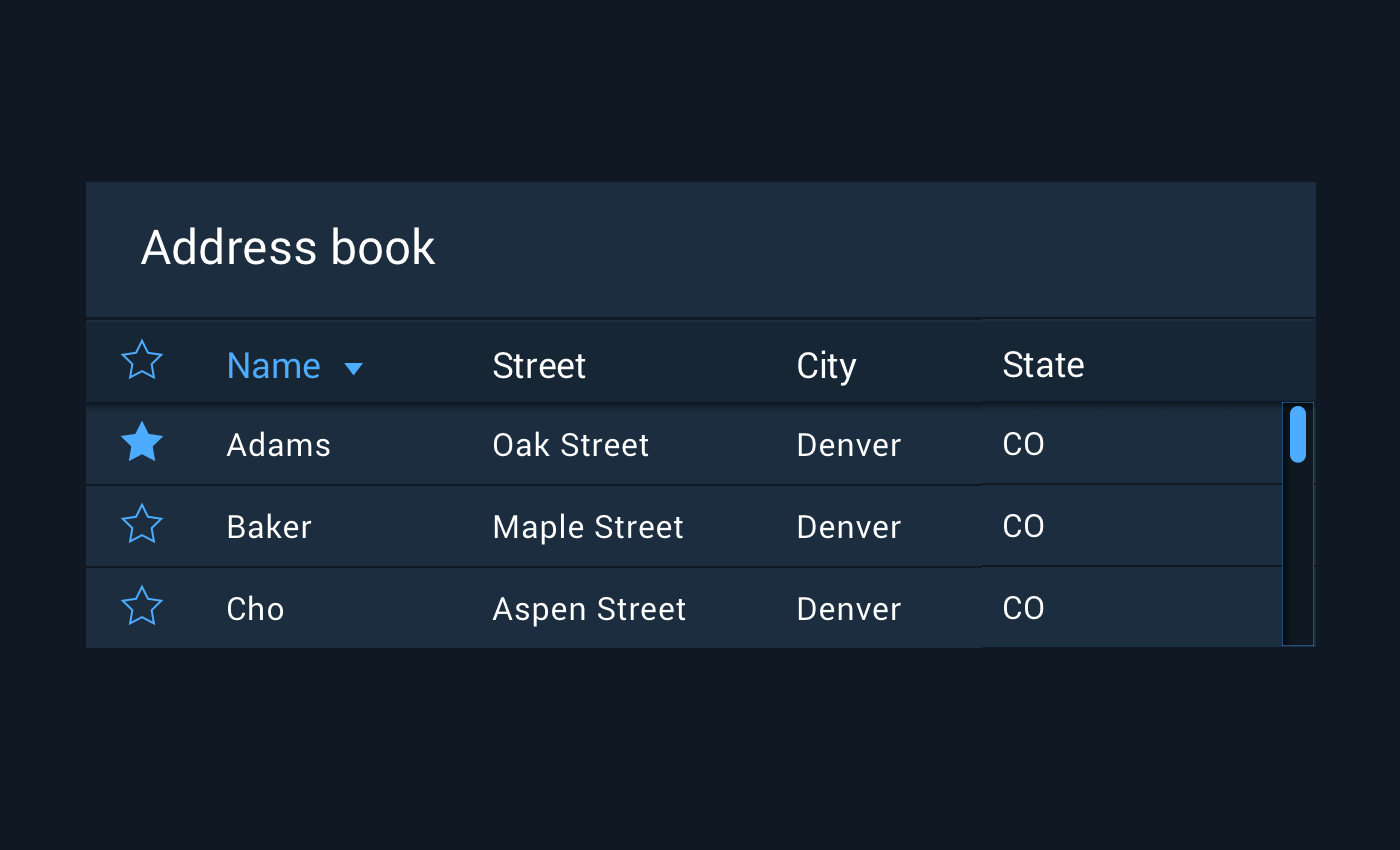 Address book
Name Street City State
Adams Oak Street Denver CO
Baker Maple Street Denver CO
Cho Aspen Street Denver CO